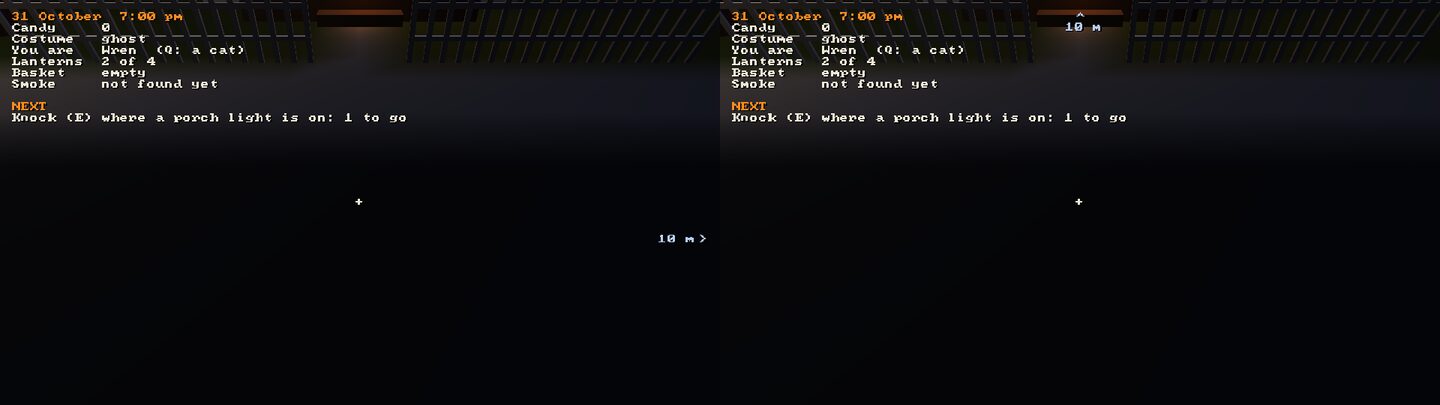 31 October 7:00 pm
Candy 0
Costume ghost
You are Wren (Q: a cat)
Lanterns 2 of 4
Basket empty
Smoke not found yet
NEXT
Knock (E) where a porch light is on: 1 to go
+
10 m >
31 October 7:00 pm
^
10 m
Candy 0
Costume ghost
You are Wren (Q: a cat)
Lanterns 2 of 4
Basket empty
Smoke not found yet
NEXT
Knock (E) where a porch light is on: 1 to go
+